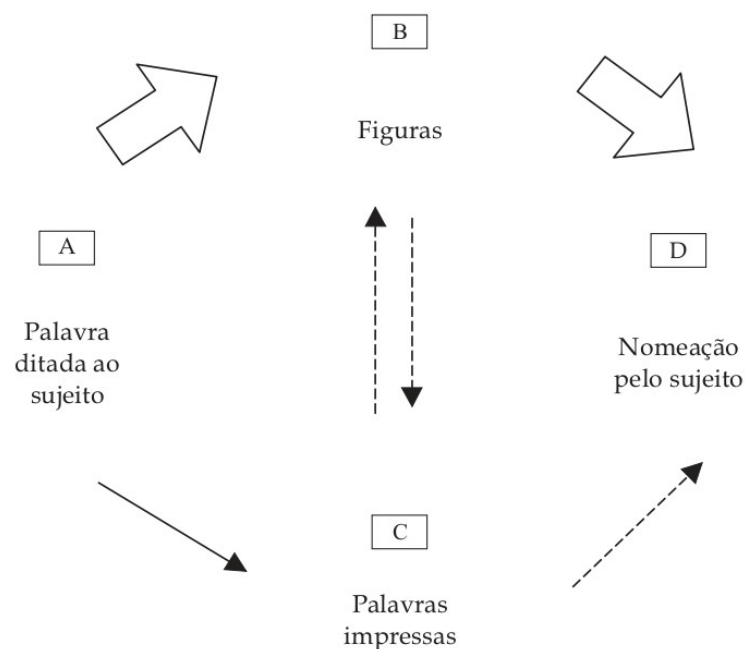 B
Figuras
A
Palavra
ditada ao
sujeito
D
Nomeação
pelo sujeito
C
Palavras
impressas